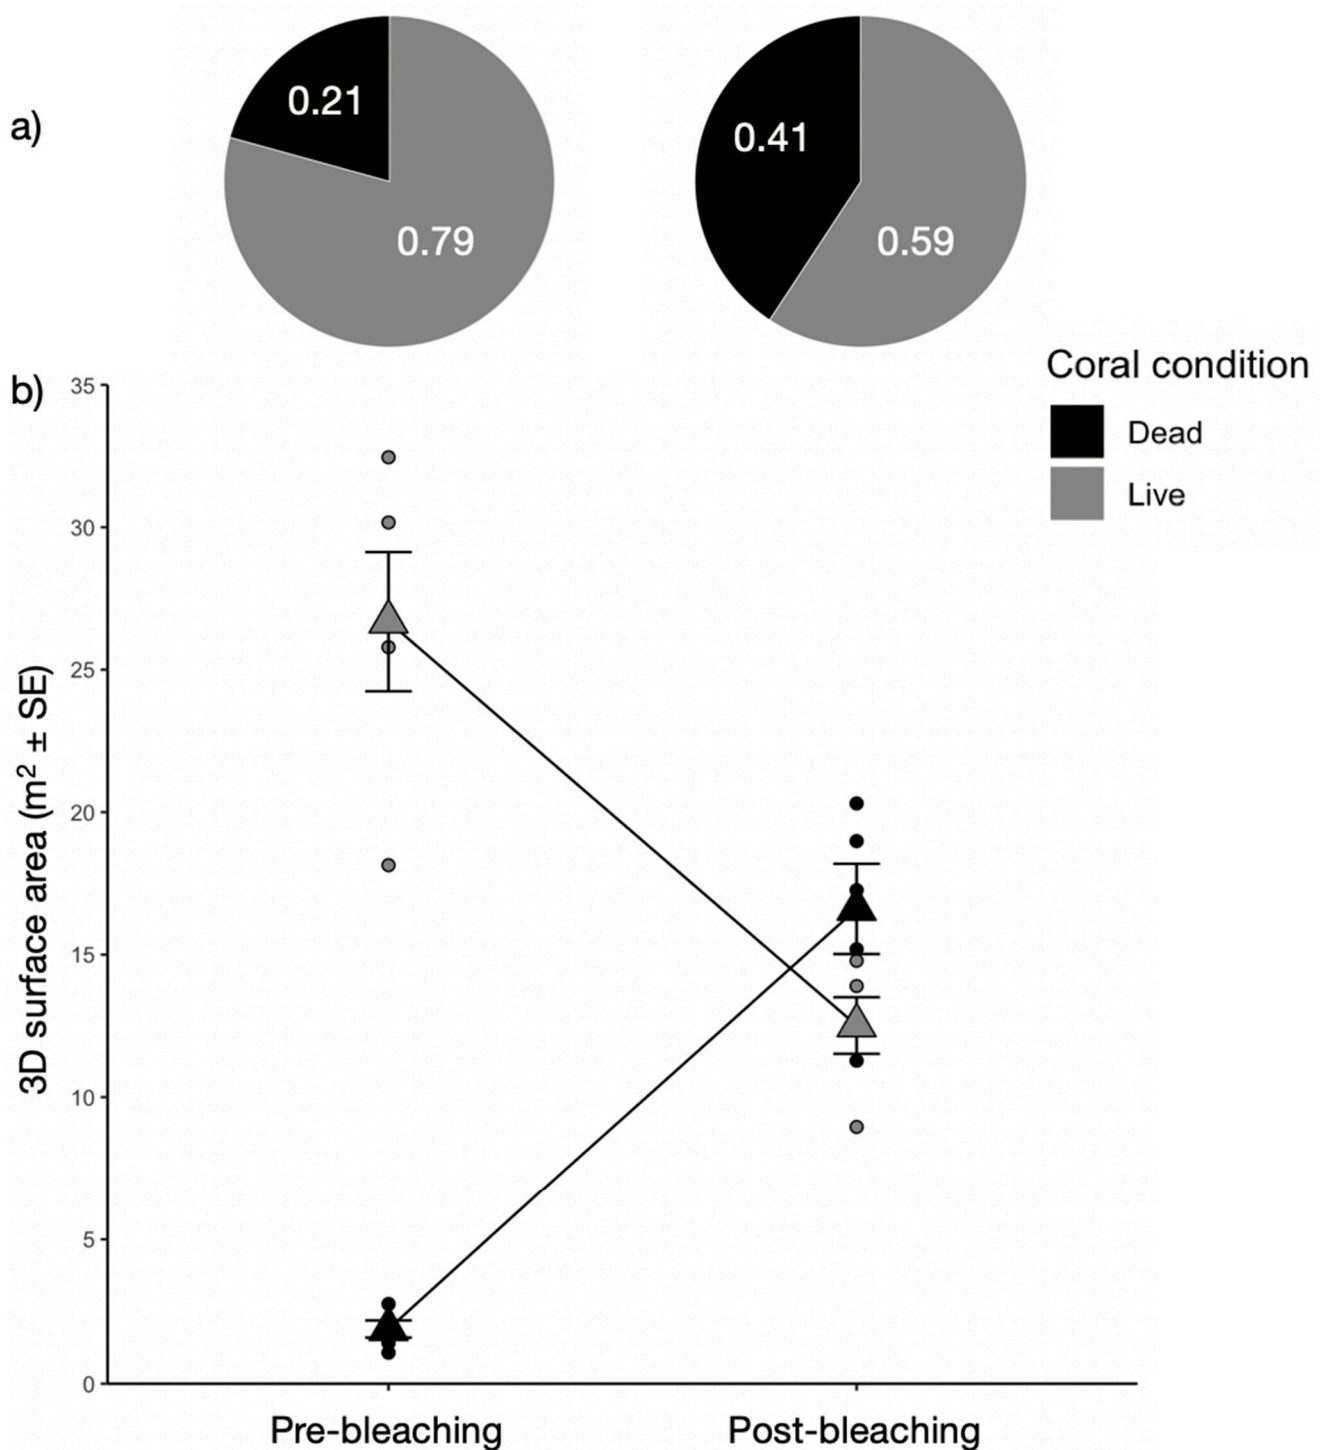 a)
0.21
0.79
0.41
0.59
Coral condition
Dead
Live
b)
3D surface area (m² ± SE)
35
30
25
20
15
10
5
0
Pre-bleaching
Post-bleaching